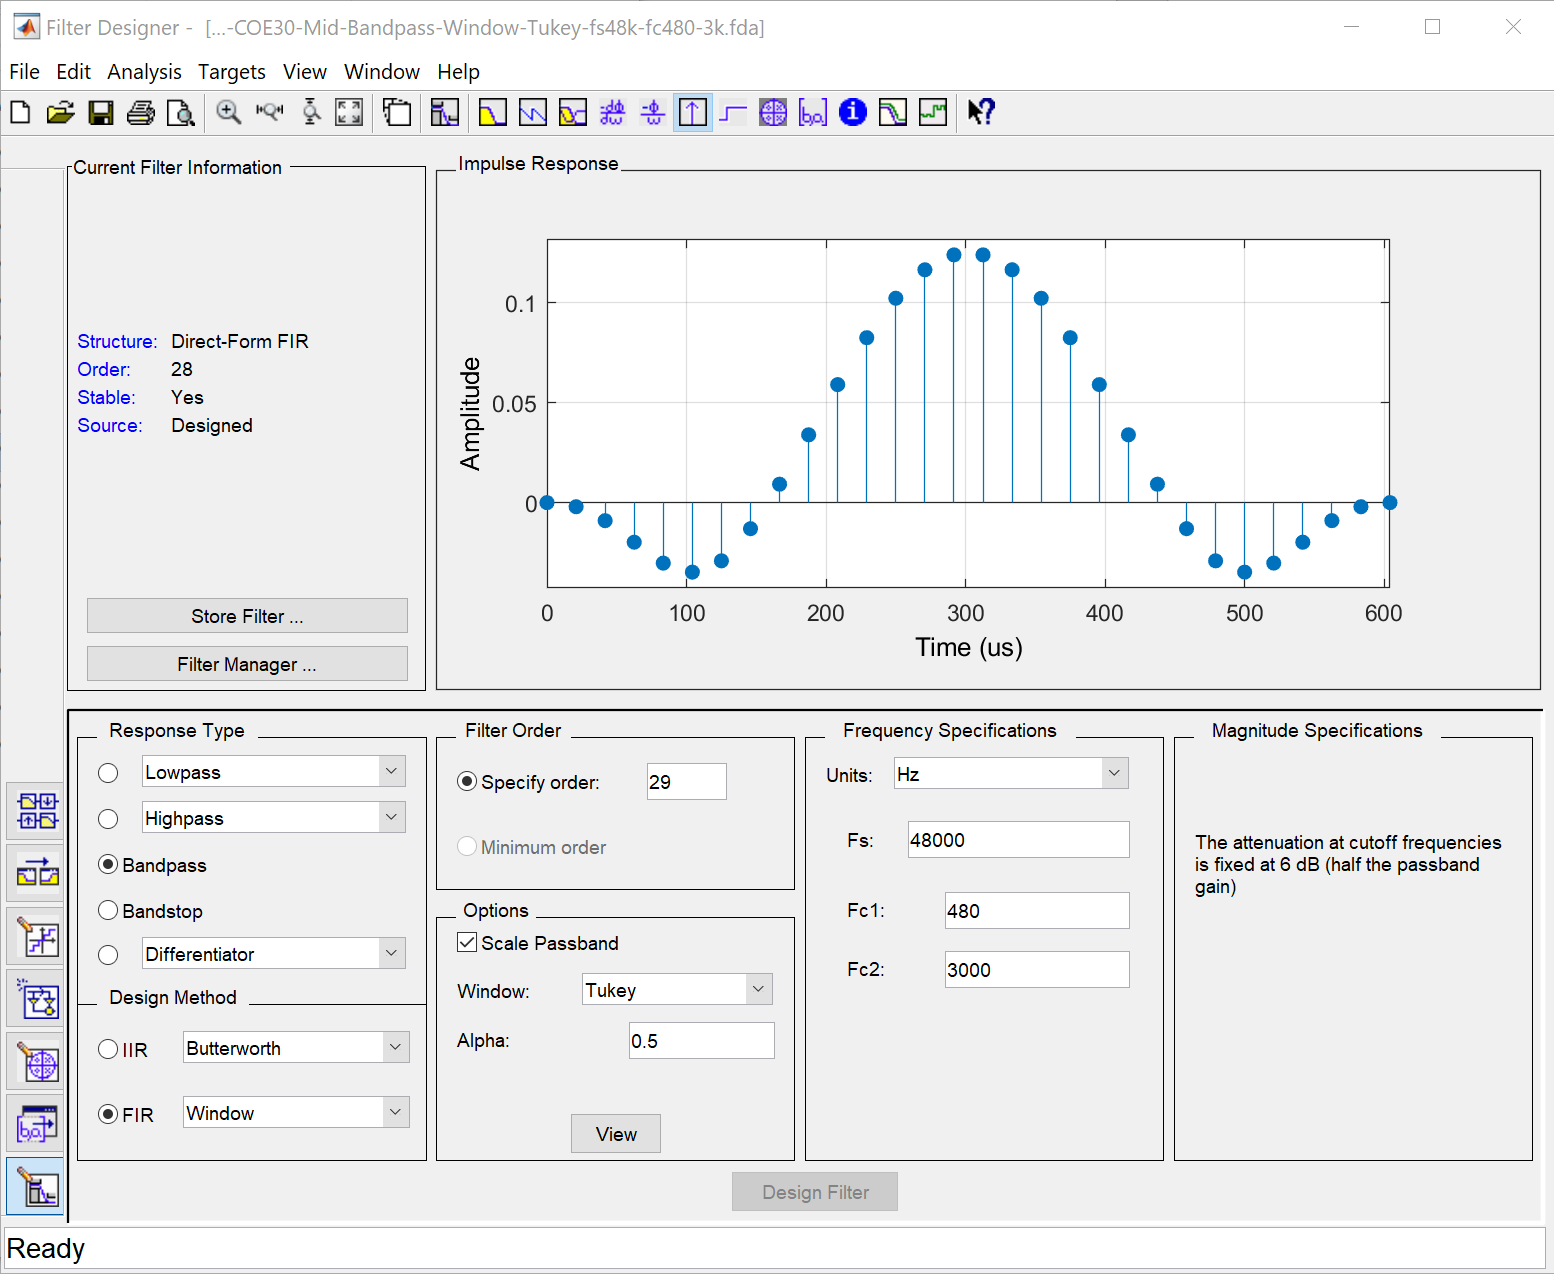 Filter Designer - [...-COE30-Mid-Bandpass-Window-Tukey-fs48k-fc480-3k.fda]
File Edit Analysis Targets View Window Help
Current Filter Information
Structure: Direct-Form FIR
Order: 28
Stable: Yes
Source: Designed
Store Filter ...
Filter Manager ...
Impulse Response
Amplitude
0.1
0.05
0
0 100 200 300 400 500 600
Time (us)
Response Type
Lowpass
Highpass
Bandpass
Bandstop
Differentiator
Design Method
IIR Butterworth
FIR Window
Filter Order
Specify order: 29
Minimum order
Options
Scale Passband
Window: Tukey
Alpha: 0.5
View
Frequency Specifications
Units: Hz
Fs: 48000
Fc1: 480
Fc2: 3000
Magnitude Specifications
The attenuation at cutoff frequencies
is fixed at 6 dB (half the passband
gain)
Design Filter
Ready